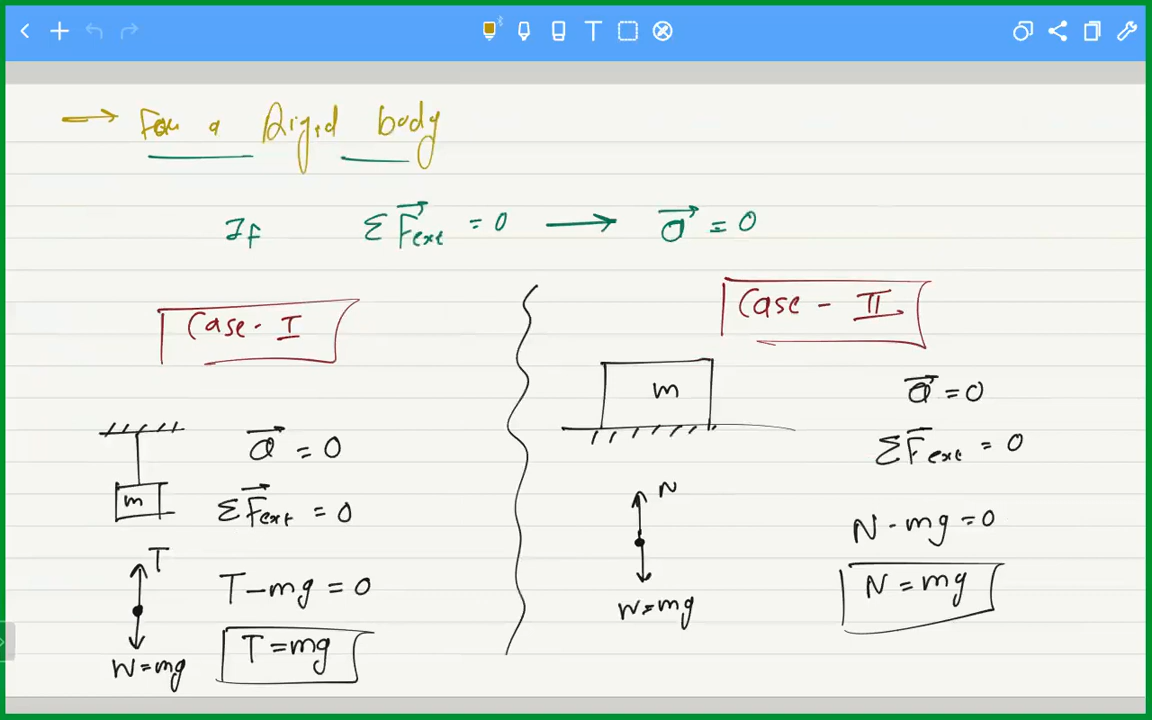 → For a Rigid body
If ΣF⃗ext = 0 → a⃗ = 0
Case - I
m
a⃗ = 0
ΣF⃗ext = 0
T
T - mg = 0
W = mg
T = mg
Case - II
m
a⃗ = 0
ΣF⃗ext = 0
N
N - mg = 0
W = mg
N = mg